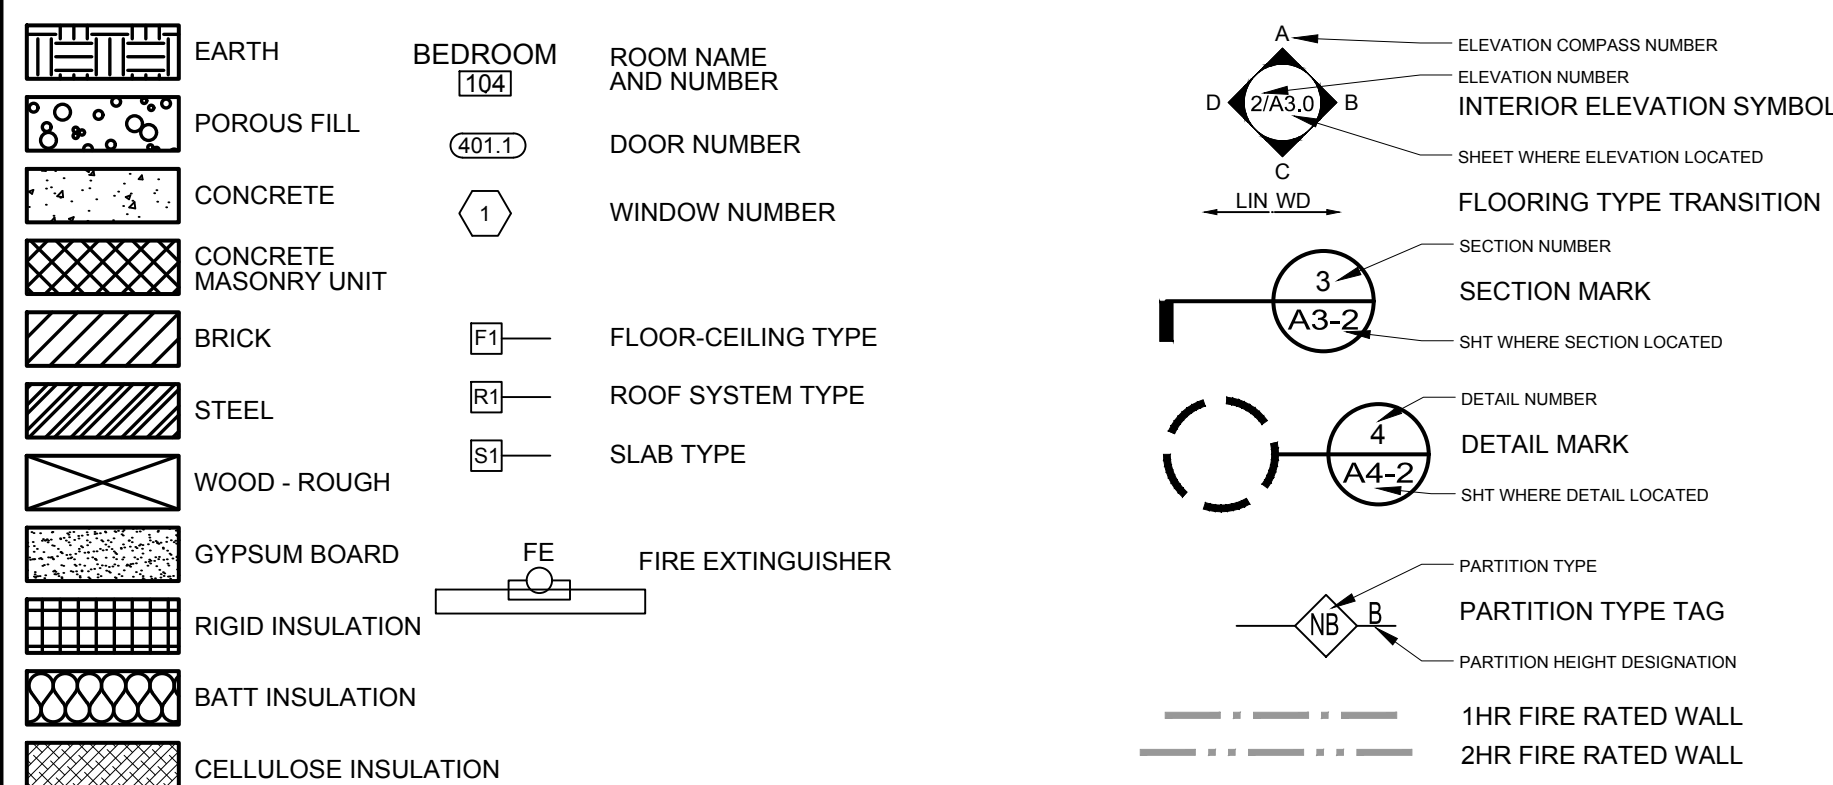 EARTH
POROUS FILL
CONCRETE
CONCRETE
MASONRY UNIT
BRICK
STEEL
WOOD - ROUGH
GYPSUM BOARD
RIGID INSULATION
BATT INSULATION
CELLULOSE INSULATION
BEDROOM
104
ROOM NAME
AND NUMBER
401.1
DOOR NUMBER
1
WINDOW NUMBER
F1
FLOOR-CEILING TYPE
R1
ROOF SYSTEM TYPE
S1
SLAB TYPE
FE
FIRE EXTINGUISHER
A
D
2/A3.0
B
C
ELEVATION COMPASS NUMBER
ELEVATION NUMBER
INTERIOR ELEVATION SYMBOL
SHEET WHERE ELEVATION LOCATED
LIN WD
FLOORING TYPE TRANSITION
SECTION NUMBER
3
SECTION MARK
A3-2
SHT WHERE SECTION LOCATED
DETAIL NUMBER
4
DETAIL MARK
A4-2
SHT WHERE DETAIL LOCATED
PARTITION TYPE
NB
B
PARTITION TYPE TAG
PARTITION HEIGHT DESIGNATION
1HR FIRE RATED WALL
2HR FIRE RATED WALL